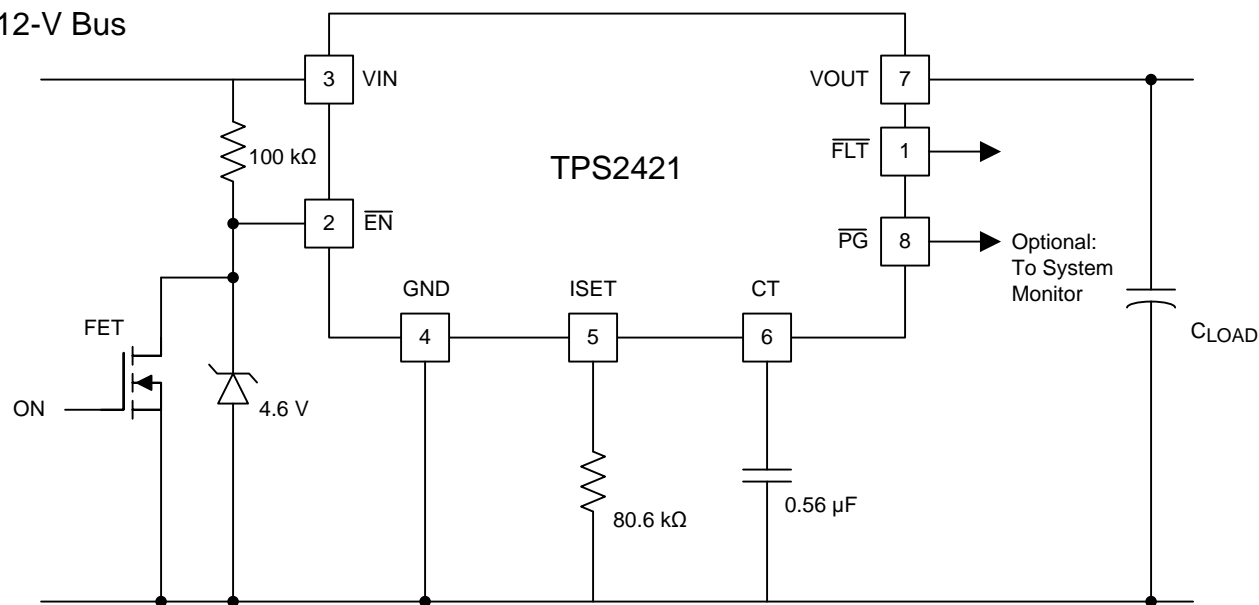 12-V Bus
3
VIN
VOUT
7
100 kΩ
TPS2421
FLT
1
2
EN
PG
8
Optional:
To System
Monitor
GND
ISET
CT
FET
4
5
6
CLOAD
ON
4.6 V
80.6 kΩ
0.56 µF